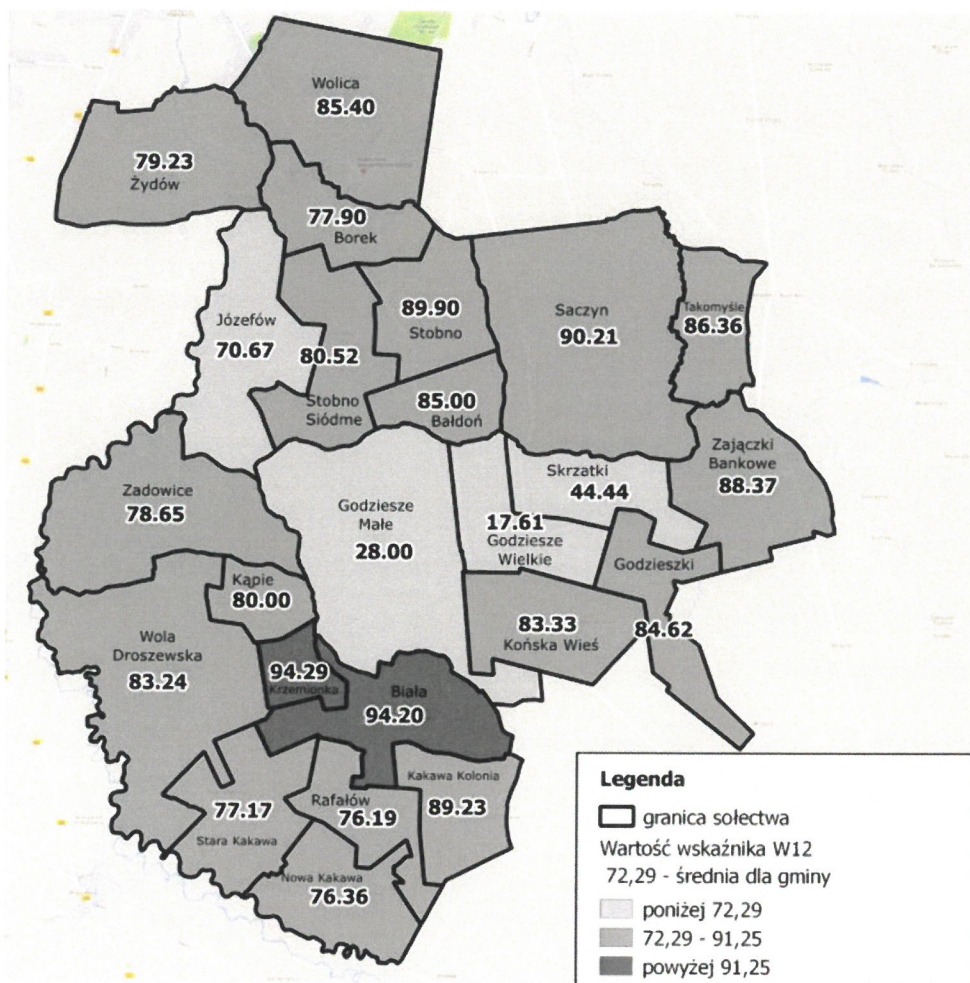 Wolica
85.40
79.23
Żydów
77.90
Borek
Józefów
70.67
80.52
Stobno
Siódme
89.90
Stobno
85.00
Bałdoń
Saczyn
90.21
Takomyśle
86.36
Zajączki
Bankowe
88.37
Skrzatki
44.44
17.61
Godziesze
Wielkie
Godzieszki
84.62
Zadowice
78.65
Godziesze
Małe
28.00
Kąpie
80.00
83.33
Końska Wieś
Wola
Droszewska
83.24
94.29
Krzemionka
Biała
94.20
Kakawa Kolonia
89.23
77.17
Stara Kakawa
Rafałów
76.19
Nowa Kakawa
76.36
Legenda
granica sołectwa
Wartość wskaźnika W12
72,29 - średnia dla gminy
poniżej 72,29
72,29 - 91,25
powyżej 91,25